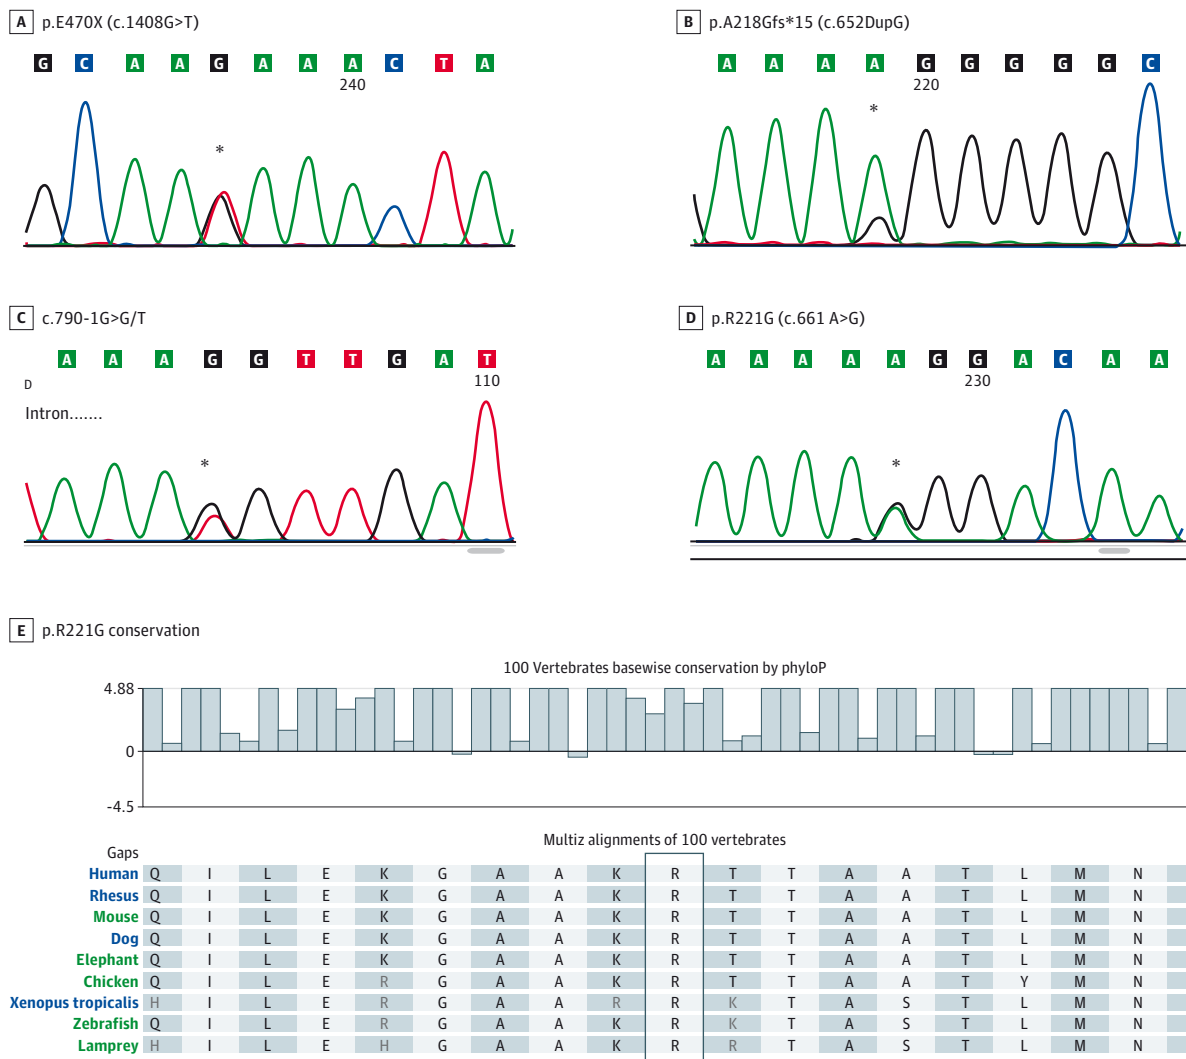 A p.E470X (c.1408G>T)
G C A A G A A A C T A
240
*
B p.A218Gfs*15 (c.652DupG)
A A A A G G G G G C
220
*
C c.790-1G>G/T
A A A G G T T G A T
D 110
Intron.......
*
D p.R221G (c.661 A>G)
A A A A A G G A C A A
230
*
E p.R221G conservation
100 Vertebrates basewise conservation by phyloP
4.88
0
-4.5
Multiz alignments of 100 vertebrates
Gaps
Human Q I L E K G A A K R T T A A T L M N
Rhesus Q I L E K G A A K R T T A A T L M N
Mouse Q I L E K G A A K R T T A A T L M N
Dog Q I L E K G A A K R T T A A T L M N
Elephant Q I L E K G A A K R T T A A T L M N
Chicken Q I L E R G A A K R T T A A T Y M N
Xenopus tropicalis H I L E R G A A R R K T A S T L M N
Zebrafish Q I L E R G A A K R K T A S T L M N
Lamprey H I L E H G A A K R R T A S T L M N